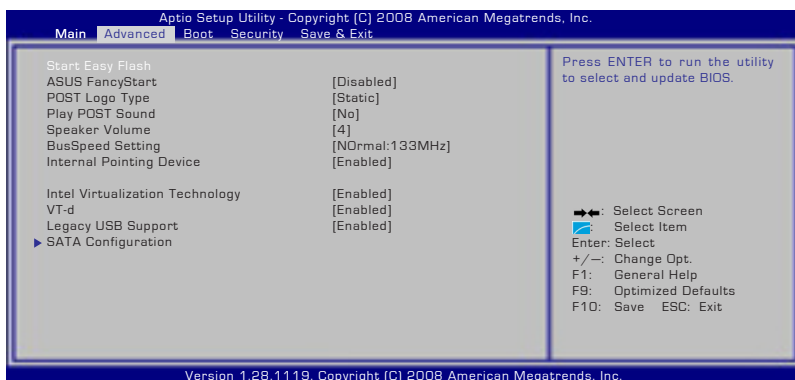 Aptio Setup Utility - Copyright (C) 2008 American Megatrends, Inc.
Main Advanced Boot Security Save & Exit
Start Easy Flash
ASUS FancyStart [Disabled]
POST Logo Type [Static]
Play POST Sound [No]
Speaker Volume [4]
BusSpeed Setting [N0rmal:133MHz]
Internal Pointing Device [Enabled]
Intel Virtualization Technology [Enabled]
VT-d [Enabled]
Legacy USB Support [Enabled]
SATA Configuration
Press ENTER to run the utility
to select and update BIOS.
: Select Screen
: Select Item
Enter: Select
+/—: Change Opt.
F1: General Help
F9: Optimized Defaults
F10: Save ESC: Exit
Version 1.28.1119. Copyright (C) 2008 American Megatrends, Inc.